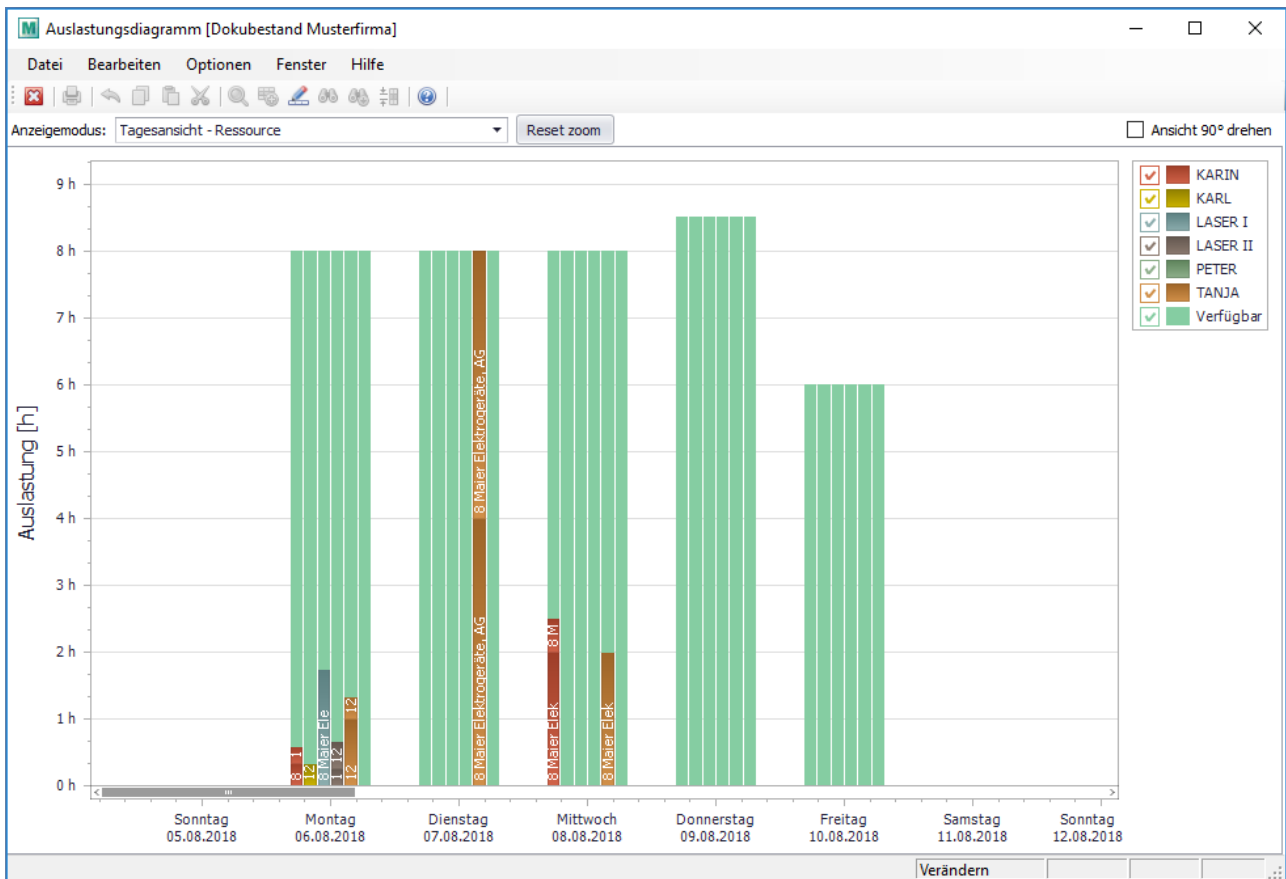 M Auslastungsdiagramm [Dokubestand Musterfirma]
Datei Bearbeiten Optionen Fenster Hilfe
Anzeigemodus: Tagesansicht - Ressource Reset zoom Ansicht 90° drehen
KARIN
KARL
LASER I
LASER II
PETER
TANJA
Verfügbar
Auslastung [h]
9 h
8 h
7 h
6 h
5 h
4 h
3 h
2 h
1 h
0 h
8 1
12
8 Maier Ele
1 12
12 12
8 Maier Elektrogeräte, AG
8 Maier Elektrogeräte, AG
8 Maier Elek 8 M
8 Maier Elek
Sonntag
05.08.2018
Montag
06.08.2018
Dienstag
07.08.2018
Mittwoch
08.08.2018
Donnerstag
09.08.2018
Freitag
10.08.2018
Samstag
11.08.2018
Sonntag
12.08.2018
Verändern